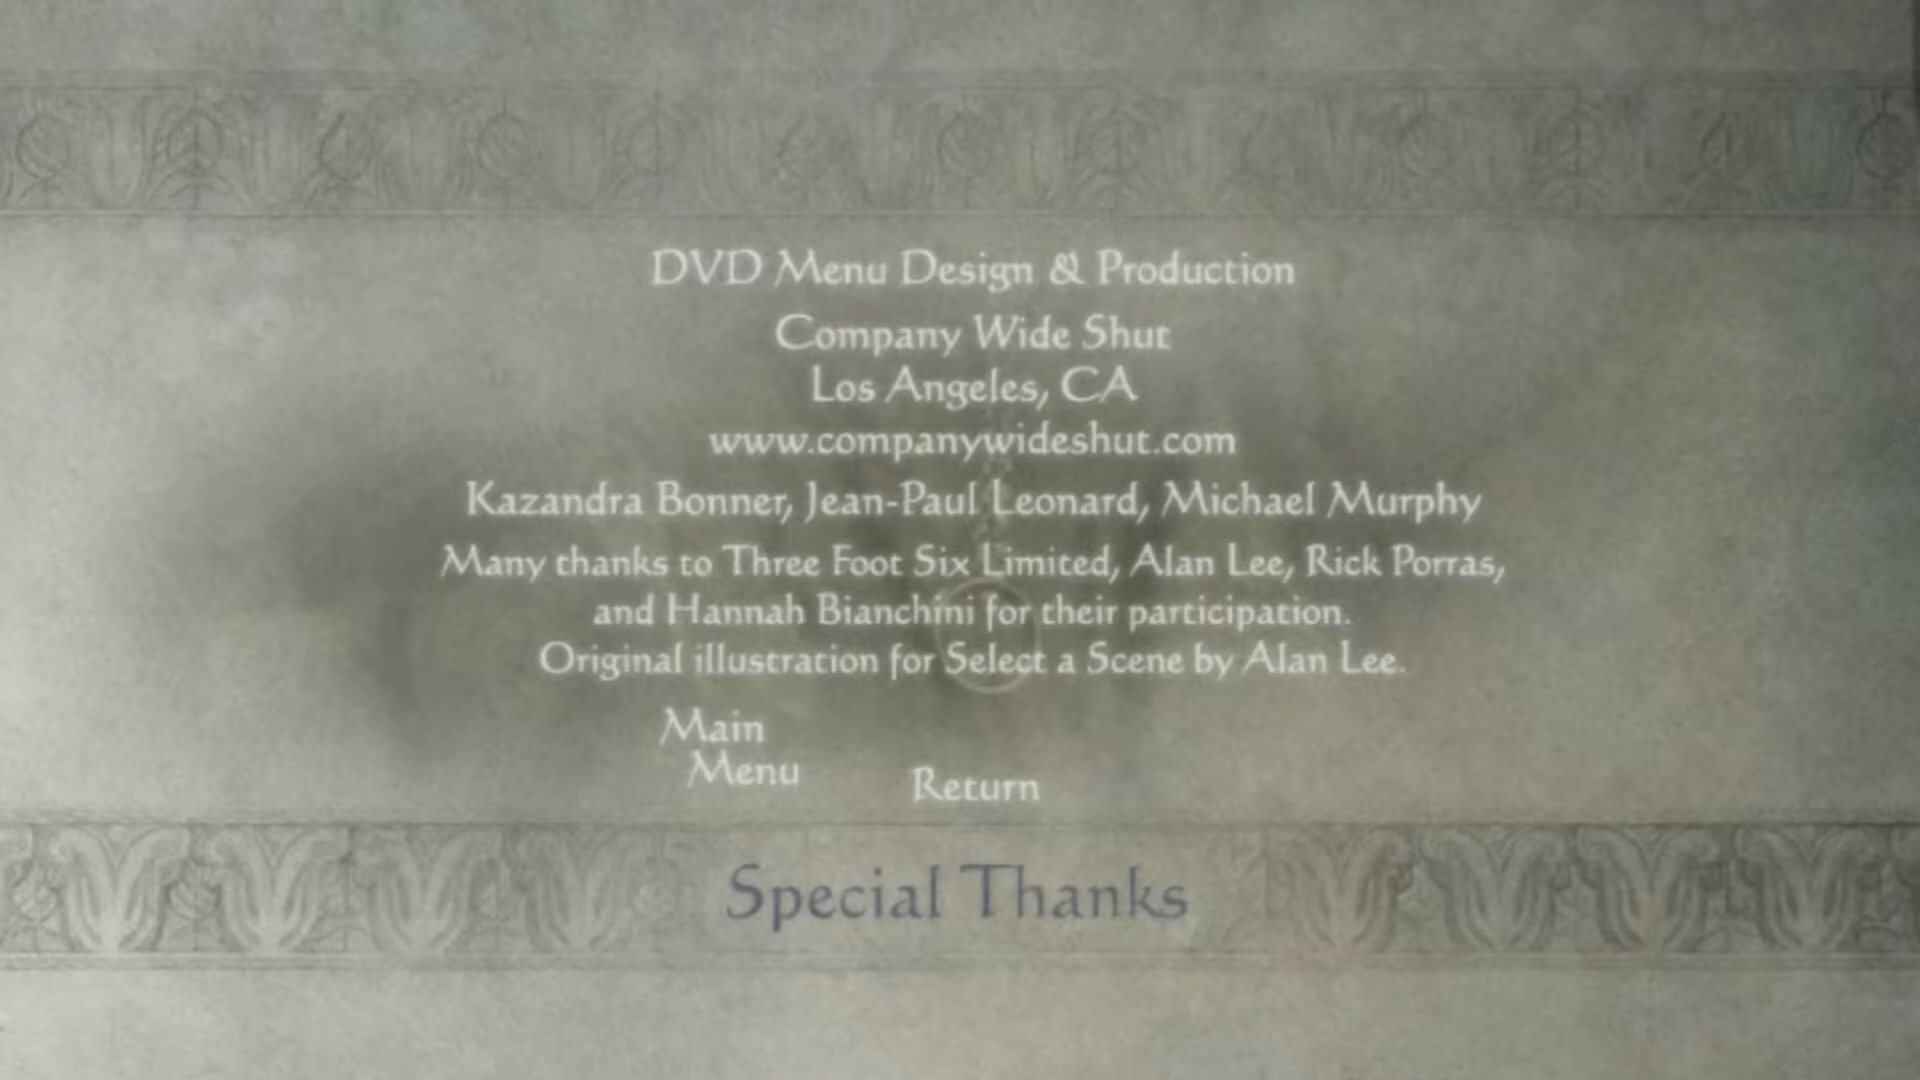 DVD Menu Design & Production
Company Wide Shut
Los Angeles, CA
www.companywideshut.com
Kazandra Bonner, Jean-Paul Leonard, Michael Murphy
Many thanks to Three Foot Six Limited, Alan Lee, Rick Porras,
and Hannah Bianchini for their participation.
Original illustration for Select a Scene by Alan Lee.
Main
Menu
Return
Special Thanks